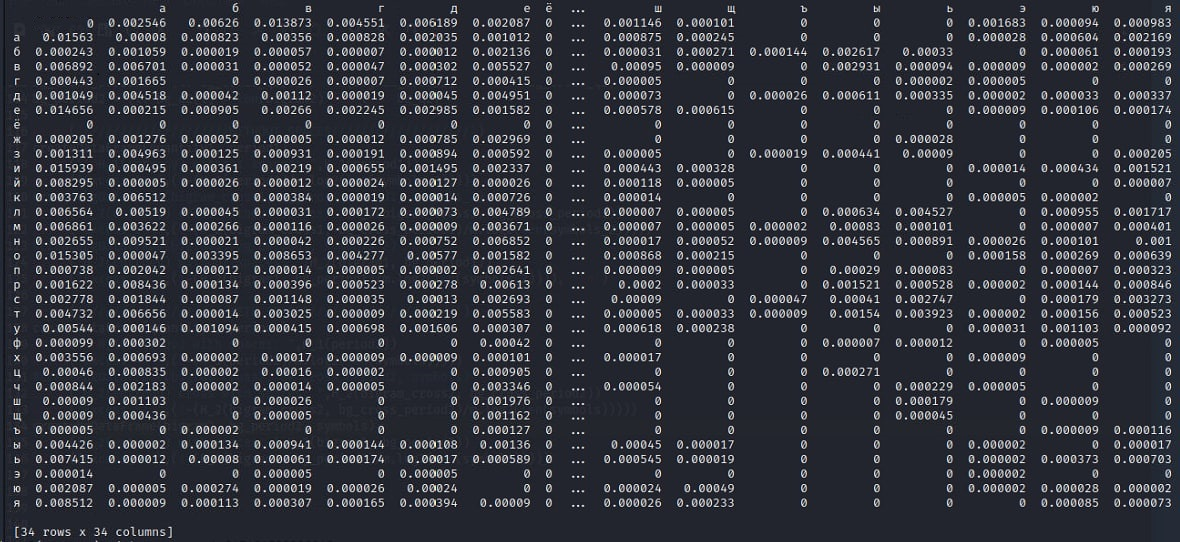 а б в г д е ё ... ш щ ъ ы ь э ю я
0 0.002546 0.00626 0.013873 0.004551 0.006189 0.002087 0 ... 0.001146 0.000101 0 0 0 0.001683 0.000094 0.000983
а 0.01563 0.00008 0.000823 0.00356 0.000828 0.002035 0.001012 0 ... 0.000875 0.000245 0 0 0 0.000028 0.000604 0.002169
б 0.000243 0.001059 0.000019 0.000057 0.000007 0.000012 0.002136 0 ... 0.000031 0.000271 0.000144 0.002617 0.00033 0 0.000061 0.000193
в 0.006892 0.006701 0.000031 0.000052 0.000047 0.000302 0.005527 0 ... 0.00095 0.000009 0 0.002931 0.000094 0.000009 0.000002 0.000269
г 0.000443 0.001665 0 0.000026 0.000007 0.000712 0.000415 0 ... 0.000005 0 0 0 0.000002 0.000005 0 0
д 0.001049 0.004518 0.000042 0.00112 0.000019 0.000045 0.004951 0 ... 0.000073 0 0.000026 0.000611 0.000335 0.000002 0.000033 0.000337
е 0.014656 0.000215 0.000905 0.00266 0.002245 0.002985 0.001582 0 ... 0.000578 0.000615 0 0 0 0.000009 0.000106 0.000174
ё 0 0 0 0 0 0 0 0 ... 0 0 0 0 0 0 0 0
ж 0.000205 0.001276 0.000052 0.000005 0.000012 0.000785 0.002969 0 ... 0 0 0 0 0.000028 0 0 0
з 0.001311 0.004963 0.000125 0.000931 0.000191 0.000894 0.000592 0 ... 0.000005 0 0.000019 0.000441 0.00009 0 0 0.000205
и 0.015939 0.000495 0.000361 0.00219 0.000655 0.001495 0.002337 0 ... 0.000443 0.000328 0 0 0 0.000014 0.000434 0.001521
й 0.008295 0.000005 0.000026 0.000012 0.000024 0.000127 0.000026 0 ... 0.000118 0.000005 0 0 0 0 0 0.000007
к 0.003763 0.006512 0 0.000384 0.000019 0.000014 0.000726 0 ... 0.000014 0 0 0 0 0.000005 0.000002 0
л 0.006564 0.00519 0.000045 0.000031 0.000172 0.000073 0.004789 0 ... 0.000007 0.000005 0 0.000634 0.004527 0 0.000955 0.001717
м 0.006861 0.003622 0.000266 0.000116 0.000026 0.000009 0.003671 0 ... 0.000007 0.000005 0.000002 0.00083 0.000101 0 0.000007 0.000401
н 0.002655 0.009521 0.000021 0.000042 0.000226 0.000752 0.006852 0 ... 0.000017 0.000052 0.000009 0.004565 0.000891 0.000026 0.000101 0.001
о 0.015305 0.000047 0.003395 0.008653 0.004277 0.00577 0.001582 0 ... 0.000868 0.000215 0 0 0 0.000158 0.000269 0.000639
п 0.000738 0.002042 0.000012 0.000014 0.000005 0.000002 0.002641 0 ... 0.000009 0.000005 0 0.00029 0.000083 0 0.000007 0.000323
р 0.001622 0.008436 0.000134 0.000396 0.000523 0.000278 0.00613 0 ... 0.0002 0.000033 0 0.001521 0.000528 0.000002 0.000144 0.000846
с 0.002778 0.001844 0.000087 0.001148 0.000035 0.00013 0.002693 0 ... 0.00009 0 0.000047 0.00041 0.002747 0 0.000179 0.003273
т 0.004732 0.006656 0.000014 0.003025 0.000009 0.000219 0.005583 0 ... 0.000005 0.000033 0.000009 0.00154 0.003923 0.000002 0.000156 0.000523
у 0.00544 0.000146 0.001094 0.000415 0.000698 0.001606 0.000307 0 ... 0.000618 0.000238 0 0 0 0.000031 0.001103 0.000092
ф 0.000099 0.000302 0 0 0 0 0.00042 0 ... 0 0 0 0.000007 0.000012 0 0.000005 0
х 0.003556 0.000693 0.000002 0.00017 0.000009 0.000009 0.000101 0 ... 0.000017 0 0 0 0 0.000009 0 0
ц 0.00046 0.000835 0.000002 0.00016 0.000002 0 0.000905 0 ... 0 0 0 0.000271 0 0 0 0
ч 0.000844 0.002183 0.000002 0.000014 0.000005 0 0.003346 0 ... 0.000054 0 0 0 0.000229 0.000005 0 0
ш 0.00009 0.001103 0 0.000026 0 0 0.001976 0 ... 0 0 0 0 0.000179 0 0.000009 0
щ 0.00009 0.000436 0 0.000005 0 0 0.001162 0 ... 0 0 0 0 0.000045 0 0 0
ъ 0.000005 0 0.000002 0 0 0 0.000127 0 ... 0 0 0 0 0 0 0.000009 0.000116
ы 0.004426 0.000002 0.000134 0.000941 0.000144 0.000108 0.00136 0 ... 0.00045 0.000017 0 0 0 0.000002 0 0.000017
ь 0.007415 0.000012 0.00008 0.000061 0.000174 0.00017 0.000589 0 ... 0.000545 0.000019 0 0 0 0.000002 0.000373 0.000703
э 0.000014 0 0 0.000005 0 0.000005 0 0 ... 0 0 0 0 0 0.000002 0 0
ю 0.002087 0.000005 0.000274 0.000019 0.000026 0.00024 0 0 ... 0.000024 0.00049 0 0 0 0.000002 0.000028 0.000002
я 0.008512 0.000009 0.000113 0.000307 0.000165 0.000394 0.00009 0 ... 0.000026 0.000233 0 0 0 0 0.000085 0.000073
[34 rows x 34 columns]